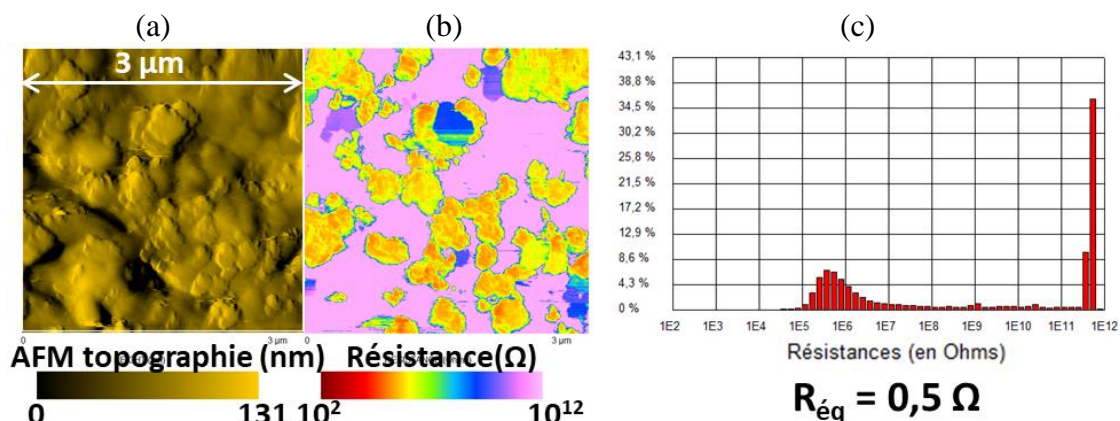 (a)
(b)
(c)
3 µm
0
3 µm
3 µm
AFM topographie (nm)
Résistance(Ω)
0
131
10²
10¹²
43,1 %
38,8 %
34,5 %
30,2 %
25,8 %
21,5 %
17,2 %
12,9 %
8,6 %
4,3 %
0 %
1E2 1E3 1E4 1E5 1E6 1E7 1E8 1E9 1E10 1E11 1E12
Résistances (en Ohms)
Réq = 0,5 Ω